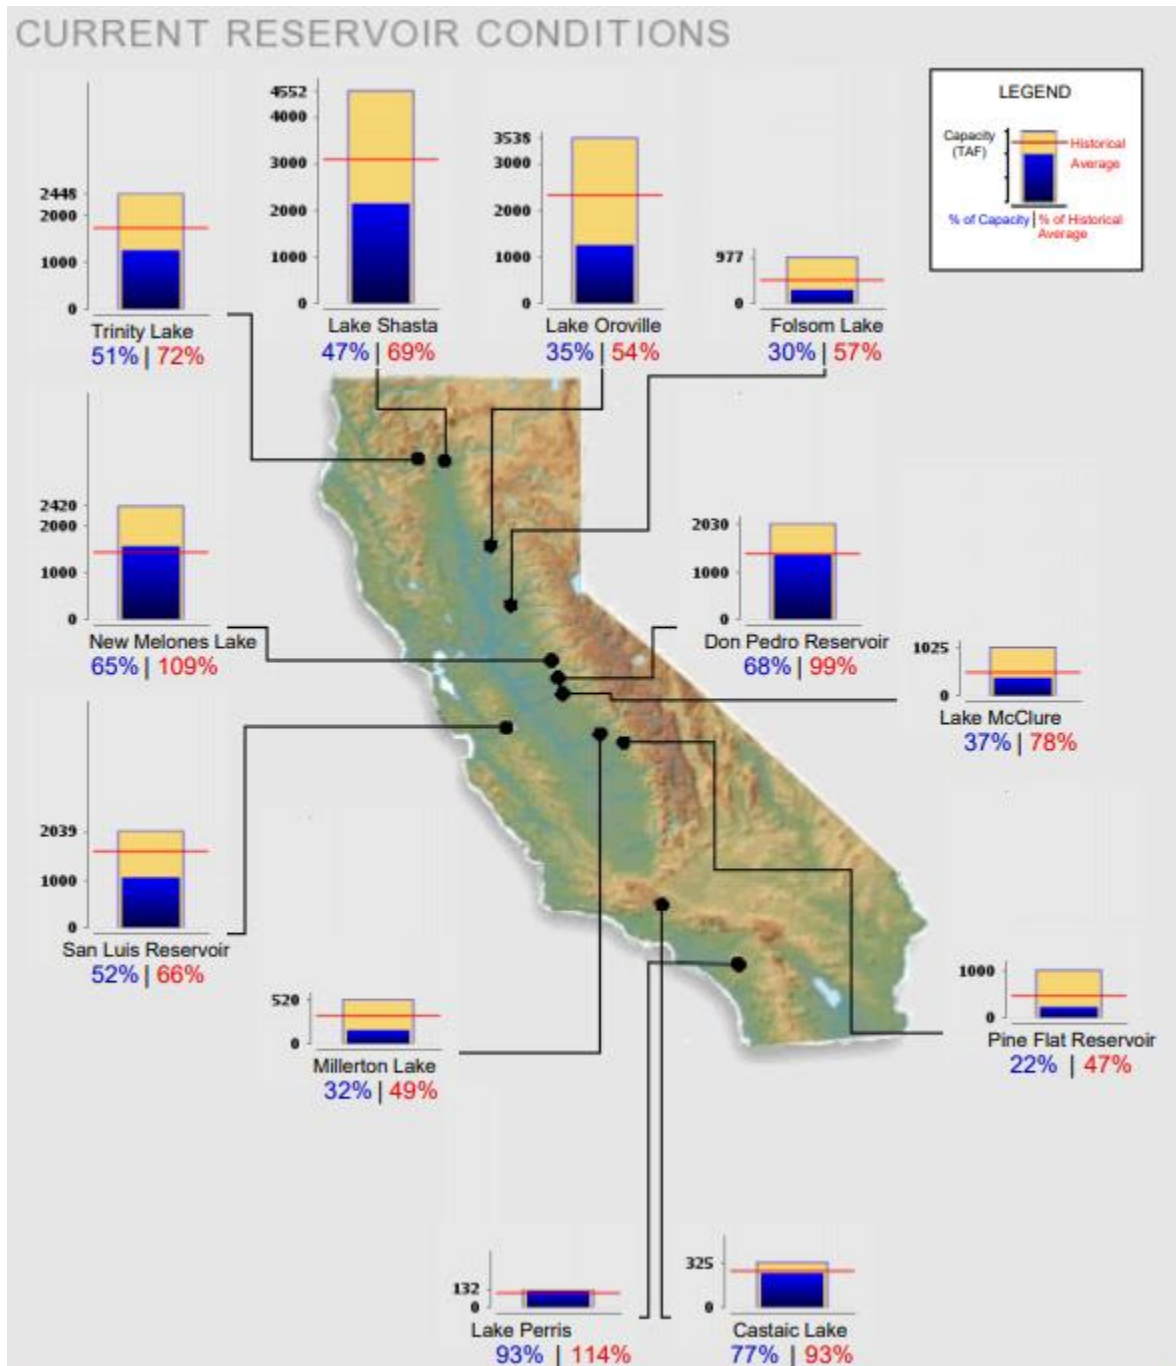 CURRENT RESERVOIR CONDITIONS
LEGEND
Capacity
(TAF)
Historical
Average
% of Capacity | % of Historical
Average
2448
2000
1000
0
Trinity Lake
51% | 72%
4552
4000
3000
2000
1000
0
Lake Shasta
47% | 69%
3538
3000
2000
1000
0
Lake Oroville
35% | 54%
977
0
Folsom Lake
30% | 57%
2420
2000
1000
0
New Melones Lake
65% | 109%
2030
1000
0
Don Pedro Reservoir
68% | 99%
1025
0
Lake McClure
37% | 78%
2039
1000
0
San Luis Reservoir
52% | 66%
520
0
Millerton Lake
32% | 49%
1000
0
Pine Flat Reservoir
22% | 47%
132
0
Lake Perris
93% | 114%
325
0
Castaic Lake
77% | 93%